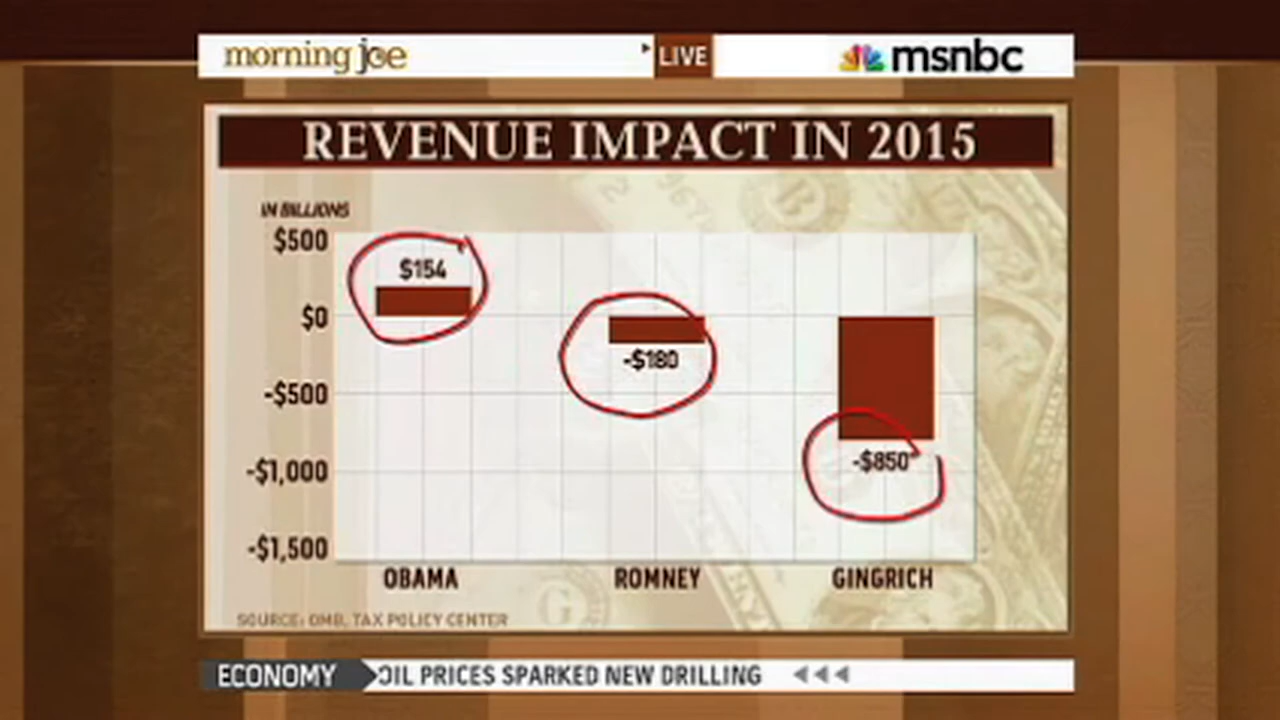 morning joe
LIVE
msnbc
REVENUE IMPACT IN 2015
IN BILLIONS
$500
$154
$0
-$180
-$500
-$850
-$1,000
-$1,500
OBAMA ROMNEY GINGRICH
SOURCE: OMB, TAX POLICY CENTER
ECONOMY OIL PRICES SPARKED NEW DRILLING